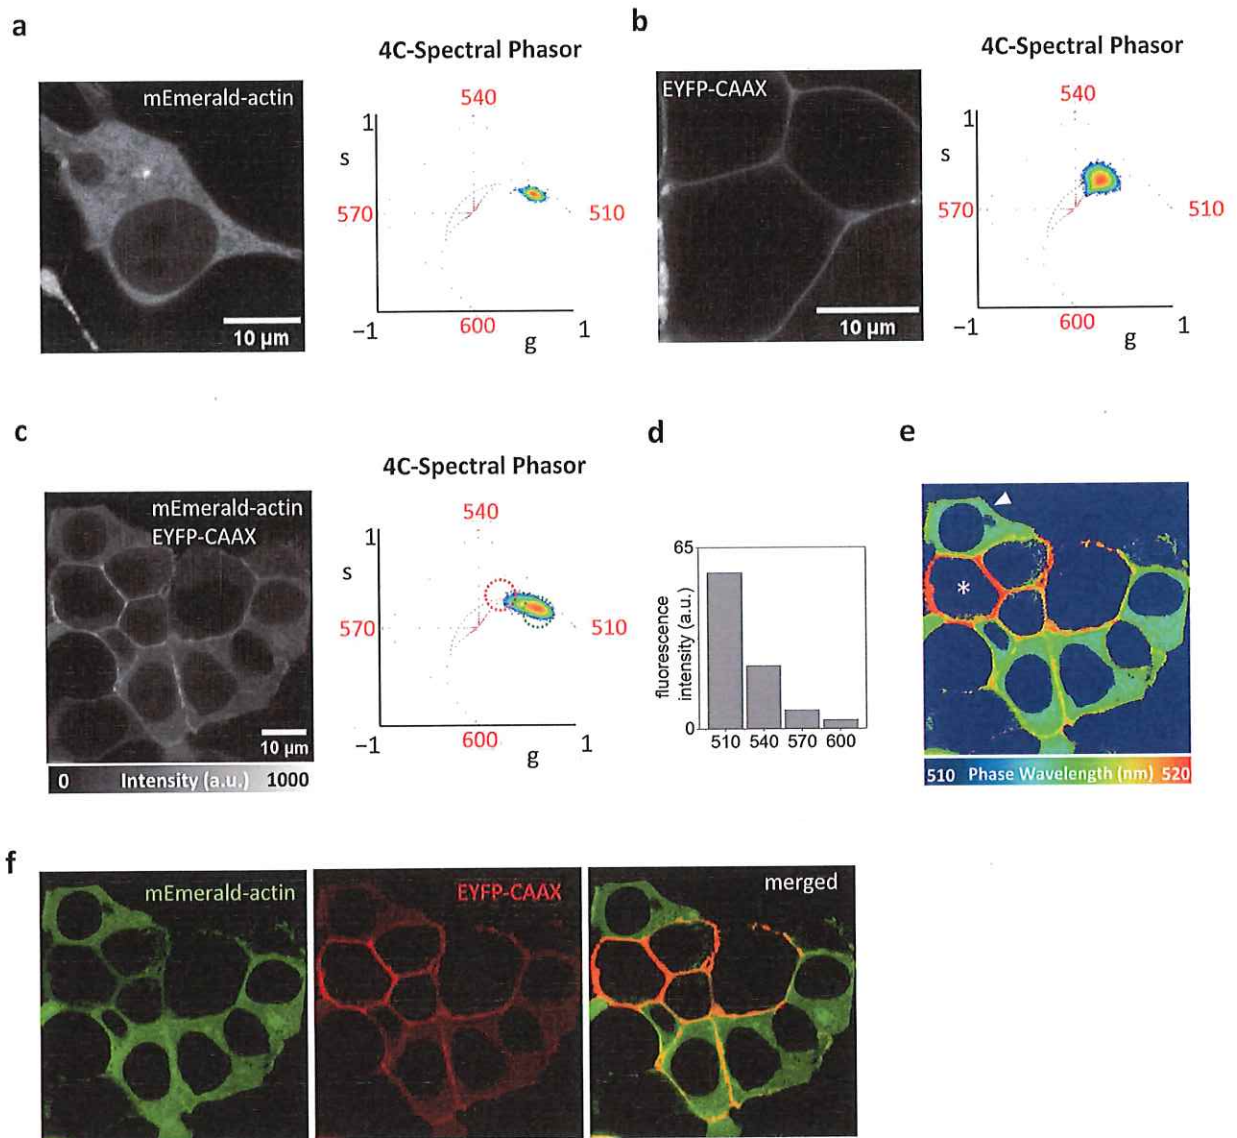 a
4C-Spectral Phasor
mEmerald-actin
540
1
s
570
510
10 µm
−1
600
1
g
b
4C-Spectral Phasor
EYFP-CAAX
540
1
s
570
510
10 µm
−1
600
1
g
c
4C-Spectral Phasor
mEmerald-actin
EYFP-CAAX
540
1
s
570
510
10 µm
0 Intensity (a.u.) 1000
−1
600
1
g
d
65
fluorescence
intensity (a.u.)
0
510 540 570 600
e
*
510 Phase Wavelength (nm) 520
f
mEmerald-actin
EYFP-CAAX
merged